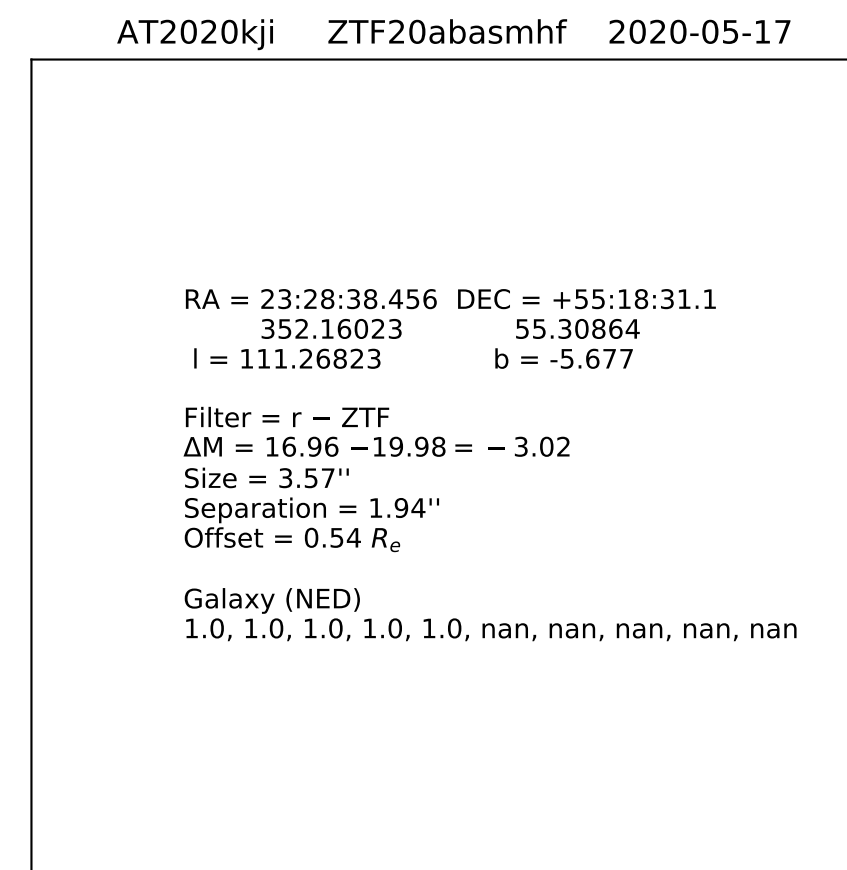 AT2020kji ZTF20abasmhf 2020-05-17
RA = 23:28:38.456 DEC = +55:18:31.1
352.16023 55.30864
l = 111.26823 b = -5.677
Filter = r − ZTF
ΔM = 16.96 −19.98 = − 3.02
Size = 3.57''
Separation = 1.94''
Offset = 0.54 Rₑ
Galaxy (NED)
1.0, 1.0, 1.0, 1.0, 1.0, nan, nan, nan, nan, nan